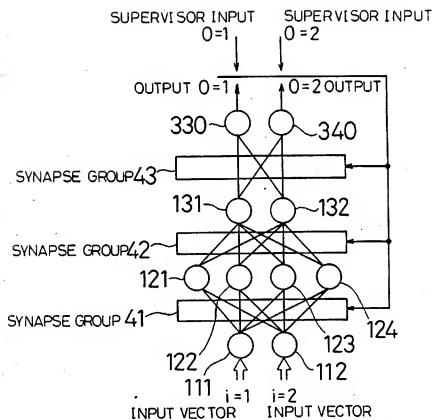 SUPERVISOR INPUT SUPERVISOR INPUT
O=1 O=2
OUTPUT O=1 O=2 OUTPUT
330 340
SYNAPSE GROUP 43
131 132
SYNAPSE GROUP 42
121
SYNAPSE GROUP 41
122 123 124
111 112
i=1 i=2
INPUT VECTOR INPUT VECTOR